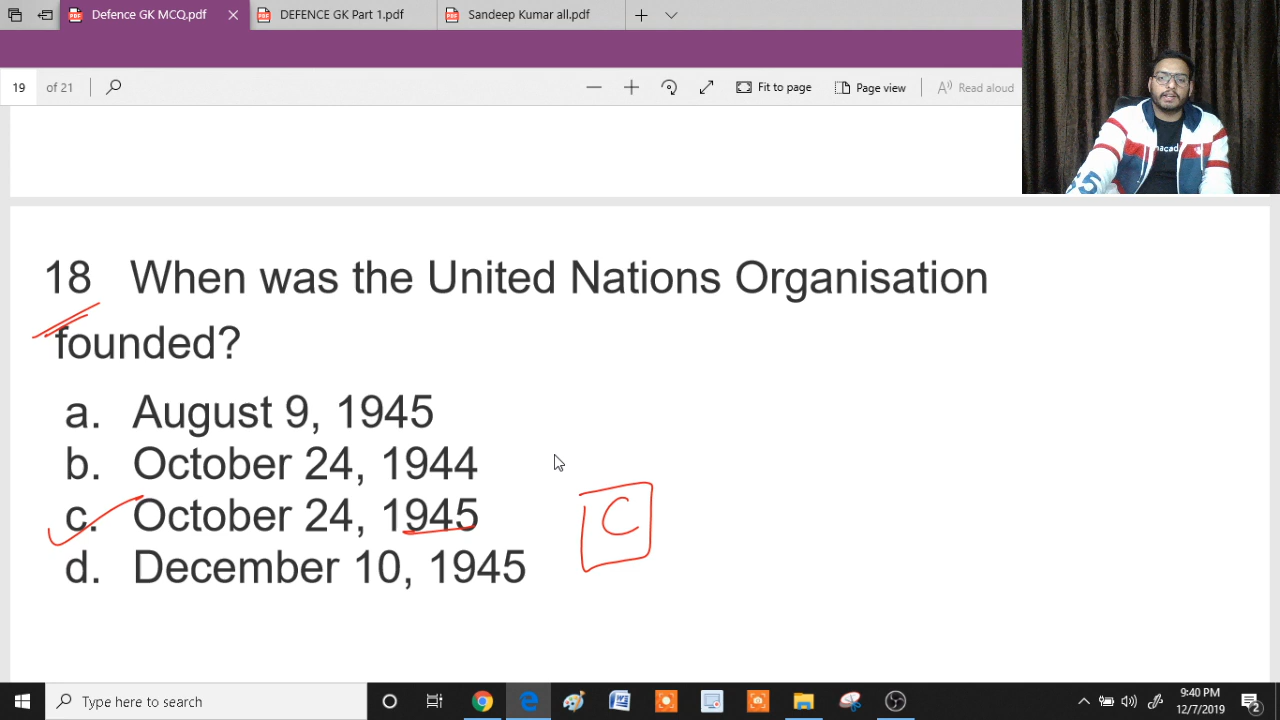 Defence GK MCQ.pdf
DEFENCE GK Part 1.pdf
Sandeep Kumar all.pdf
19 of 21
Fit to page
Page view
Read aloud
18 When was the United Nations Organisation
founded?
a. August 9, 1945
b. October 24, 1944
c. October 24, 1945
C
d. December 10, 1945
Type here to search
9:40 PM
12/7/2019
2